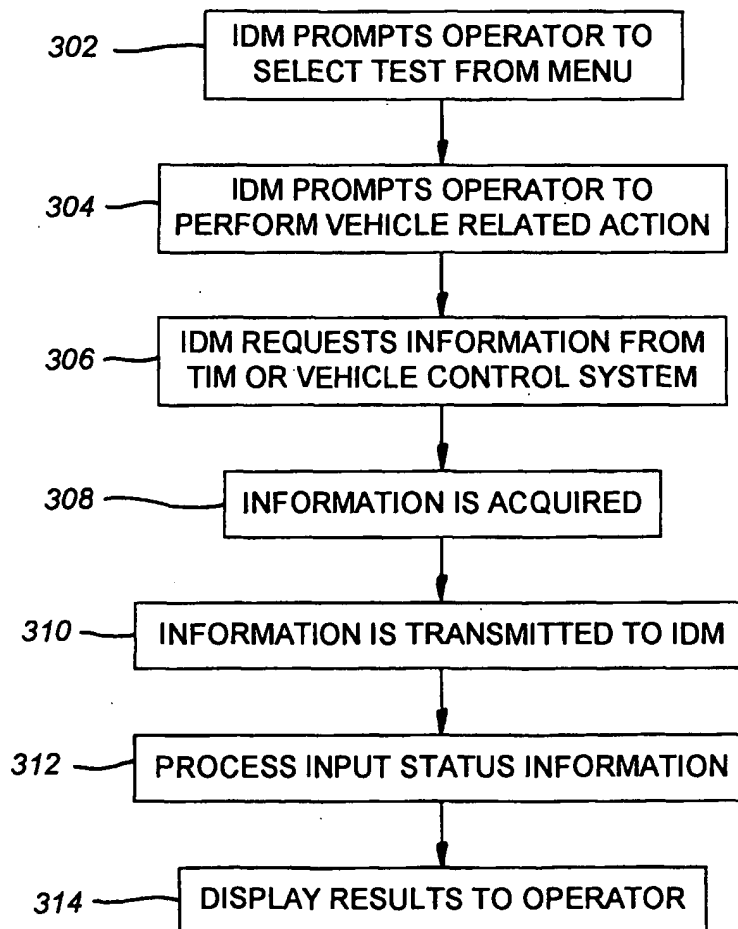 302
IDM PROMPTS OPERATOR TO
SELECT TEST FROM MENU
304
IDM PROMPTS OPERATOR TO
PERFORM VEHICLE RELATED ACTION
306
IDM REQUESTS INFORMATION FROM
TIM OR VEHICLE CONTROL SYSTEM
308
INFORMATION IS ACQUIRED
310
INFORMATION IS TRANSMITTED TO IDM
312
PROCESS INPUT STATUS INFORMATION
314
DISPLAY RESULTS TO OPERATOR